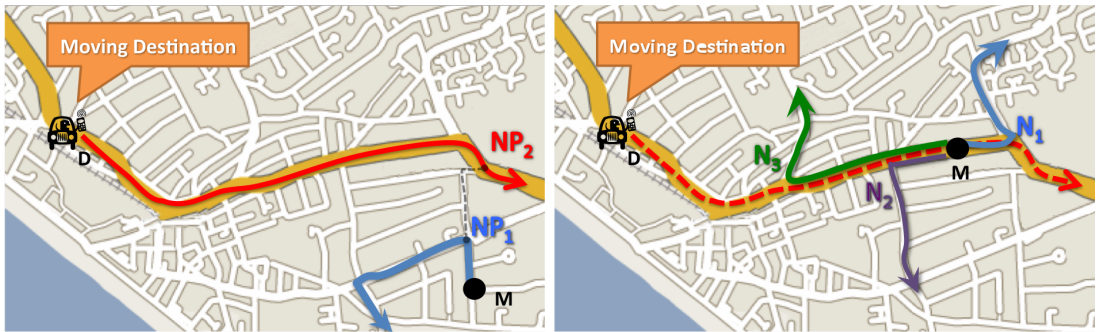 Moving Destination
D
NP2
NP1
M
Moving Destination
D
N1
N3
M
N2